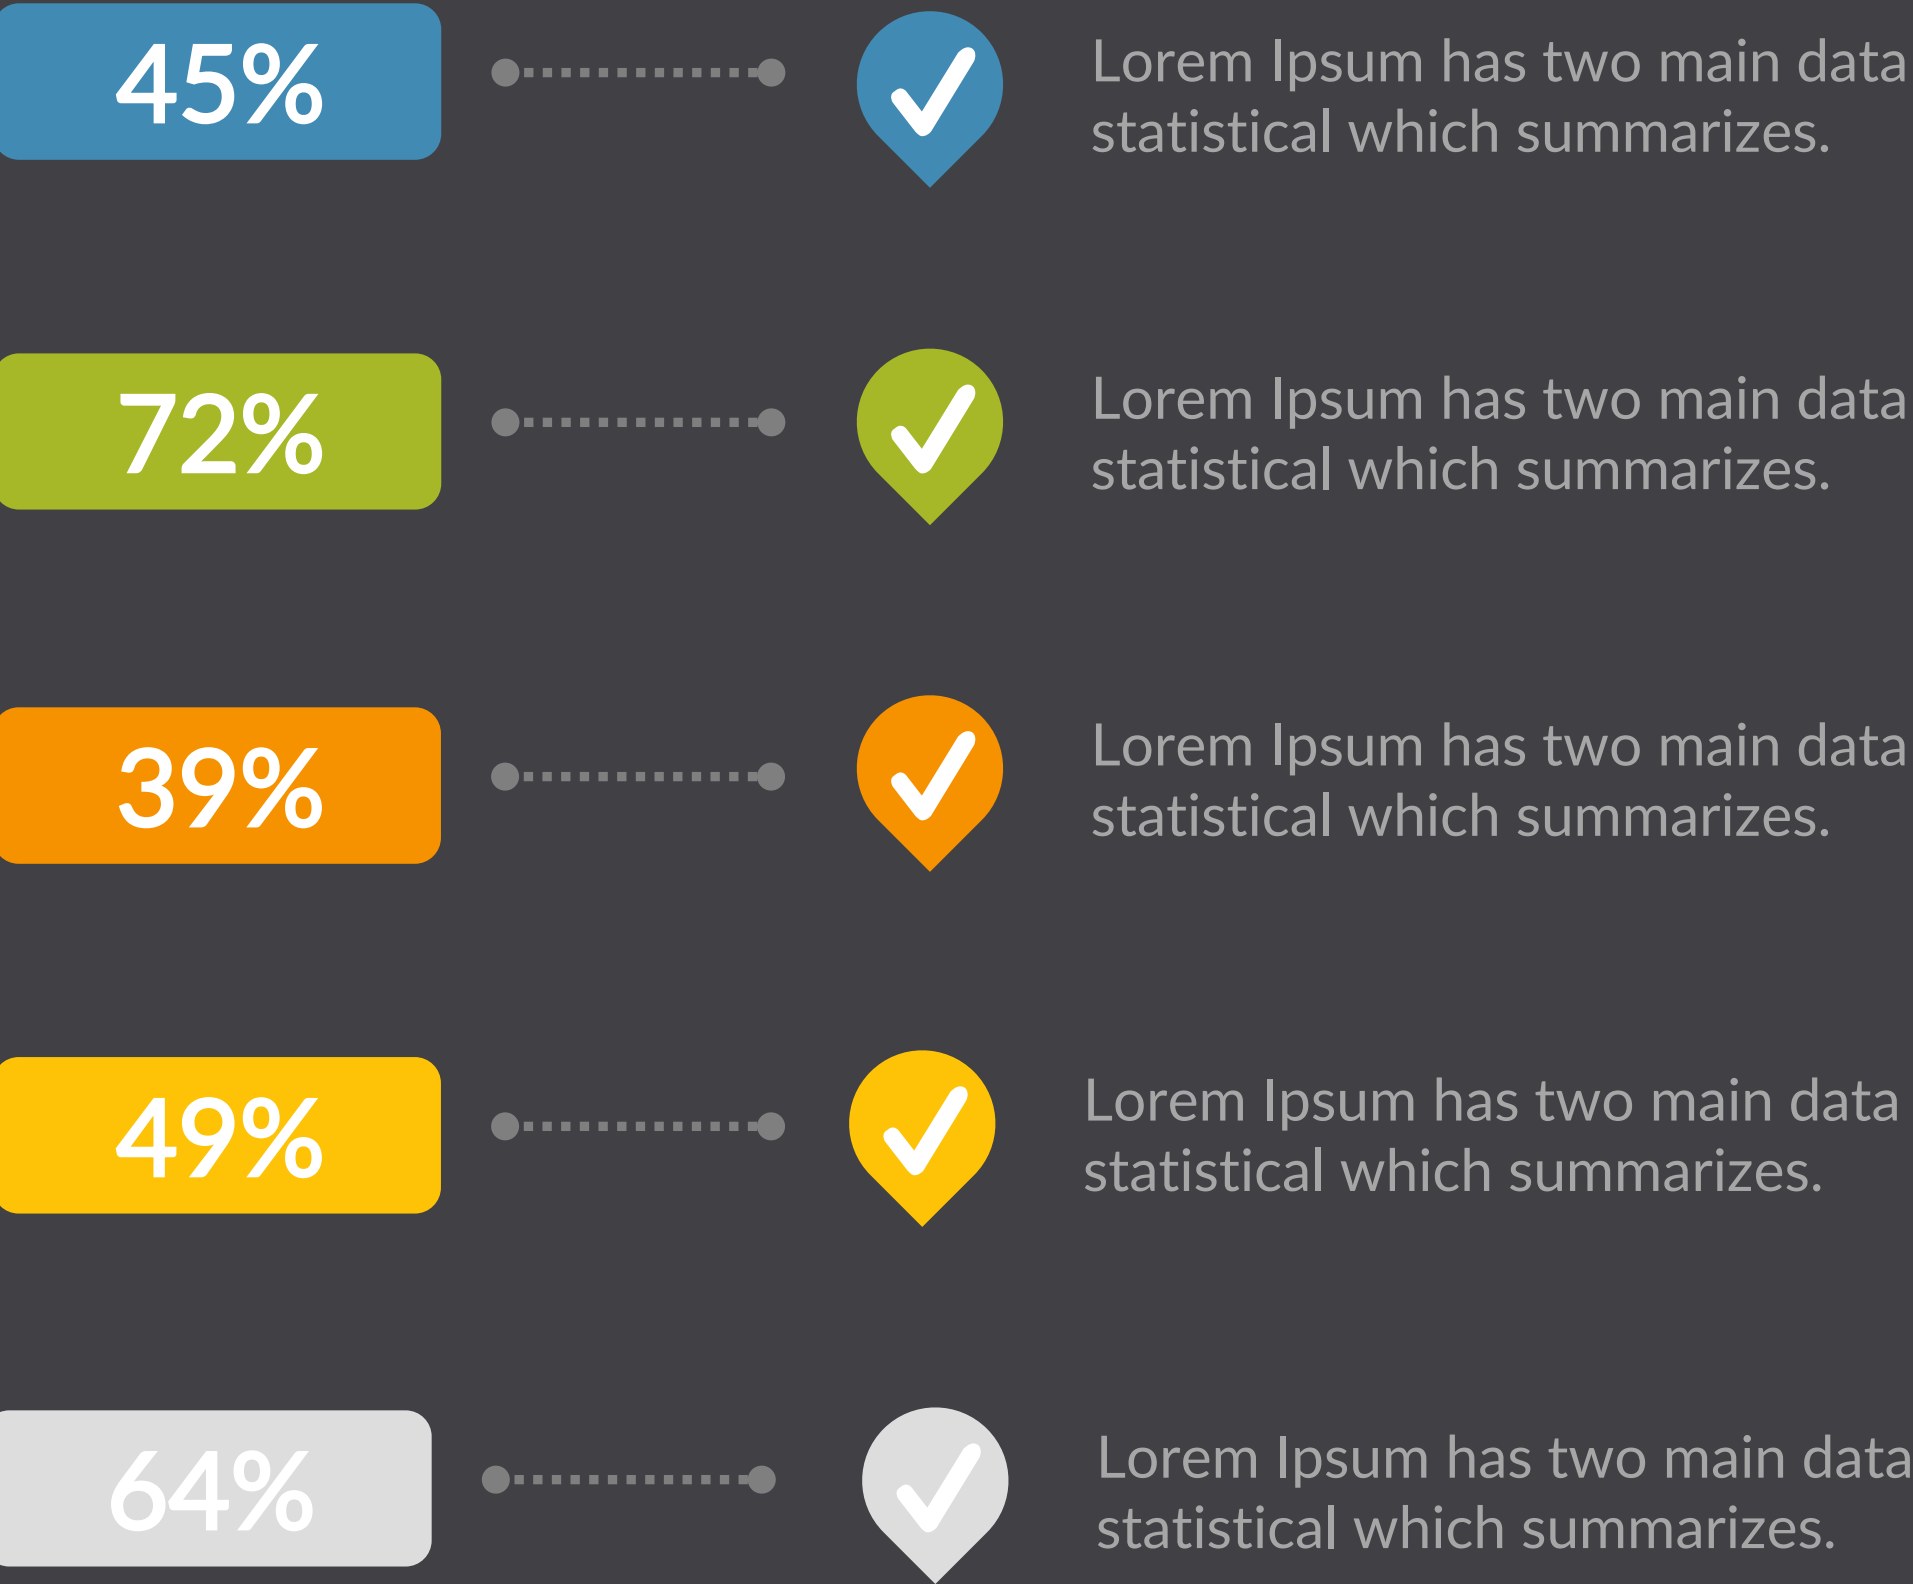 45%
Lorem Ipsum has two main data
statistical which summarizes.
72%
Lorem Ipsum has two main data
statistical which summarizes.
39%
Lorem Ipsum has two main data
statistical which summarizes.
49%
Lorem Ipsum has two main data
statistical which summarizes.
64%
Lorem Ipsum has two main data
statistical which summarizes.